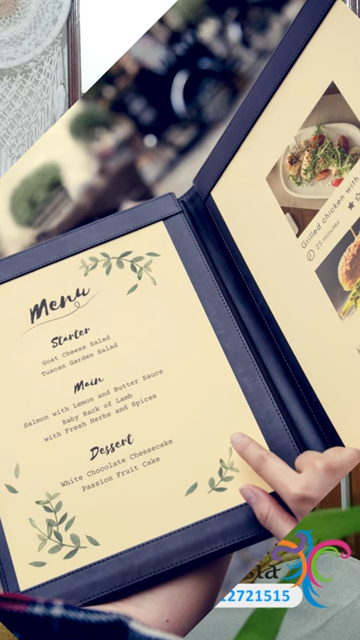 Menu
Starter
Goat Cheese Salad
Tuscan Garden Salad
Main
Salmon with Lemon and Butter Sauce
Baby Rack of Lamb
with Fresh Herbs and Spices
Dessert
White Chocolate Cheesecake
Passion Fruit Cake
Grilled chicken with
25 minutes
22721515